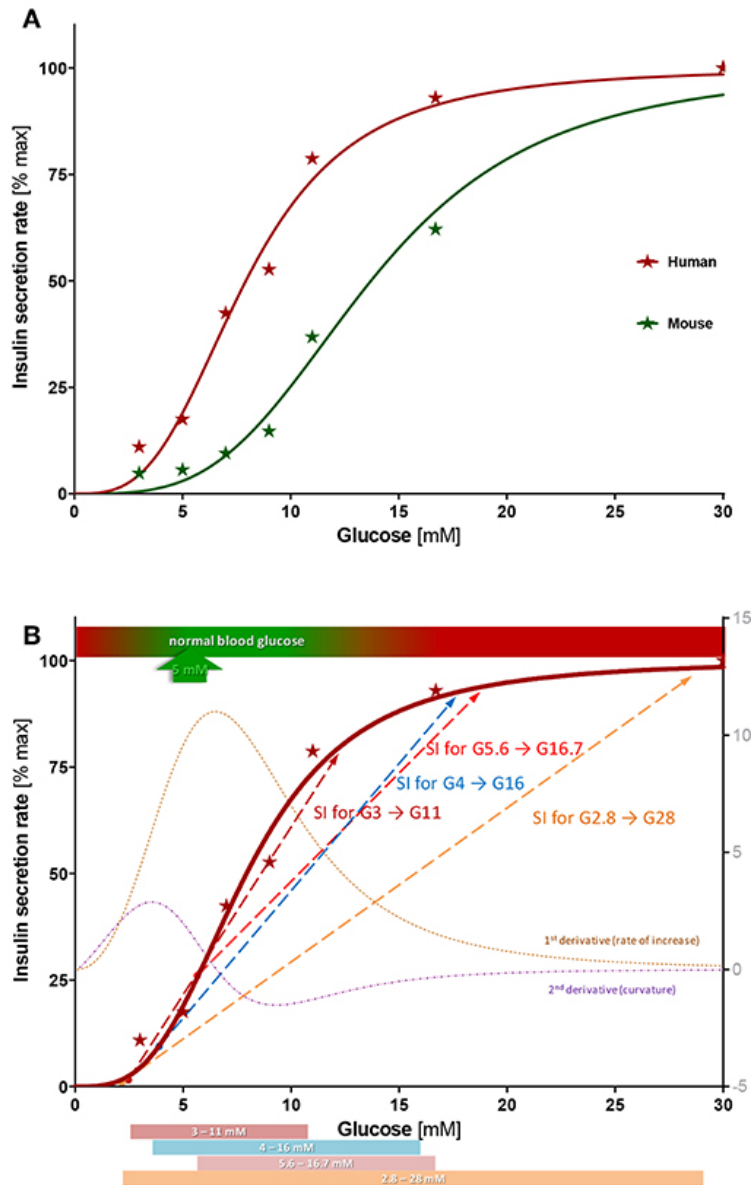 A
Insulin secretion rate [% max]
100
75
50
25
0
Human
Mouse
0 5 10 15 20 25 30
Glucose [mM]
B
normal blood glucose
5 mM
Insulin secretion rate [% max]
100
75
50
25
0
15
10
5
0
-5
SI for G5.6 → G16.7
SI for G4 → G16
SI for G3 → G11
SI for G2.8 → G28
1st derivative (rate of increase)
2nd derivative (curvature)
0 5 10 15 20 25 30
Glucose [mM]
3 – 11 mM
4 – 16 mM
5.6 – 16.7 mM
2.8 – 28 mM